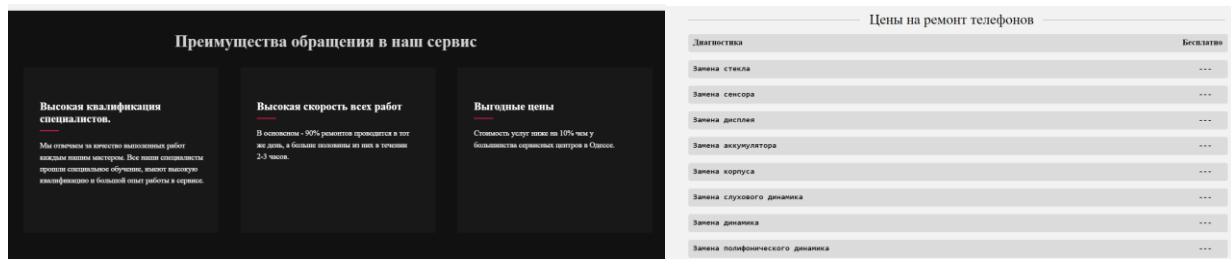 Преимущества обращения в наш сервис
Высокая квалификация
специалистов.
Мы отвечаем за качество выполненных работ
каждым нашим мастером. Все наши специалисты
прошли специальное обучение, имеют высокую
квалификацию и большой опыт работы в сервисе.
Высокая скорость всех работ
В основном - 90% ремонтов проводится в тот
же день, а больше половины из них в течении
2-3 часов.
Выгодные цены
Стоимость услуг ниже на 10% чем у
большинства сервисных центров в Одессе.
Цены на ремонт телефонов
Диагностика Бесплатно
Замена стекла ---
Замена сенсора ---
Замена дисплея ---
Замена аккумулятора ---
Замена корпуса ---
Замена слухового динамика ---
Замена динамика ---
Замена полифонического динамика ---